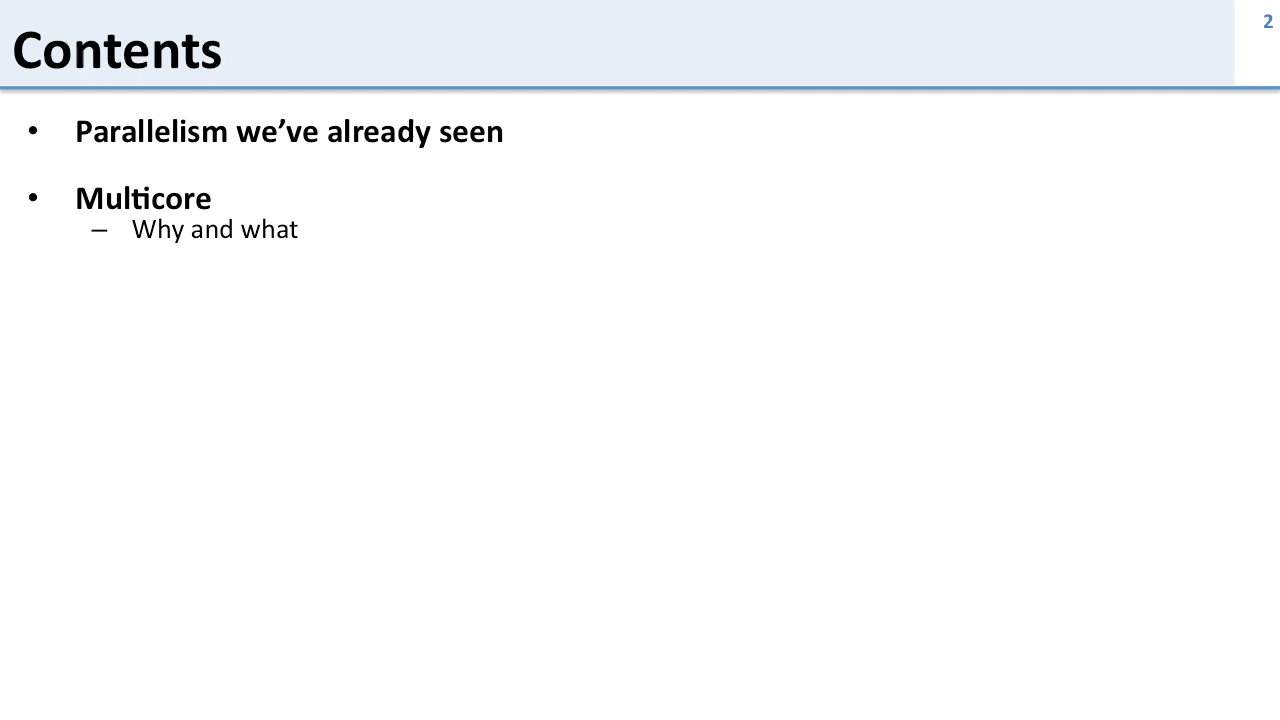 Contents
2
• Parallelism we’ve already seen
• Multicore
– Why and what